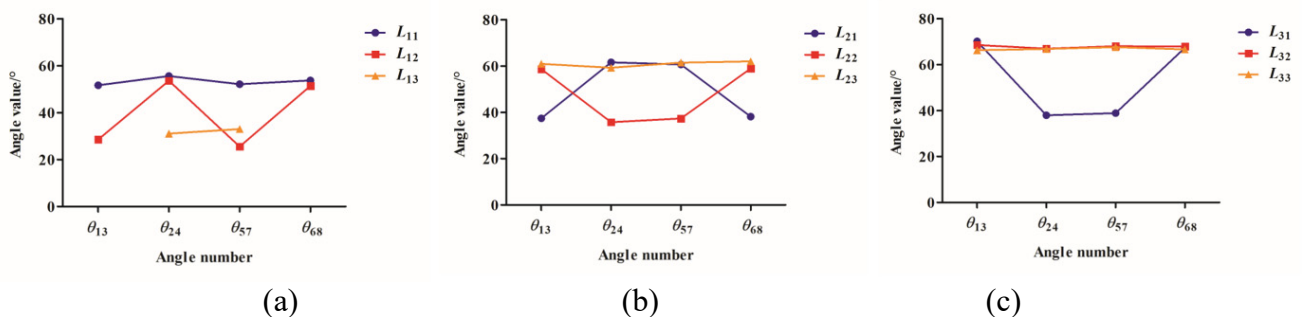 80
60
40
20
0
Angle value/°
θ13 θ24 θ57 θ68
Angle number
L11
L12
L13
(a)
80
60
40
20
0
Angle value/°
θ13 θ24 θ57 θ68
Angle number
L21
L22
L23
(b)
80
60
40
20
0
Angle value/°
θ13 θ24 θ57 θ68
Angle number
L31
L32
L33
(c)